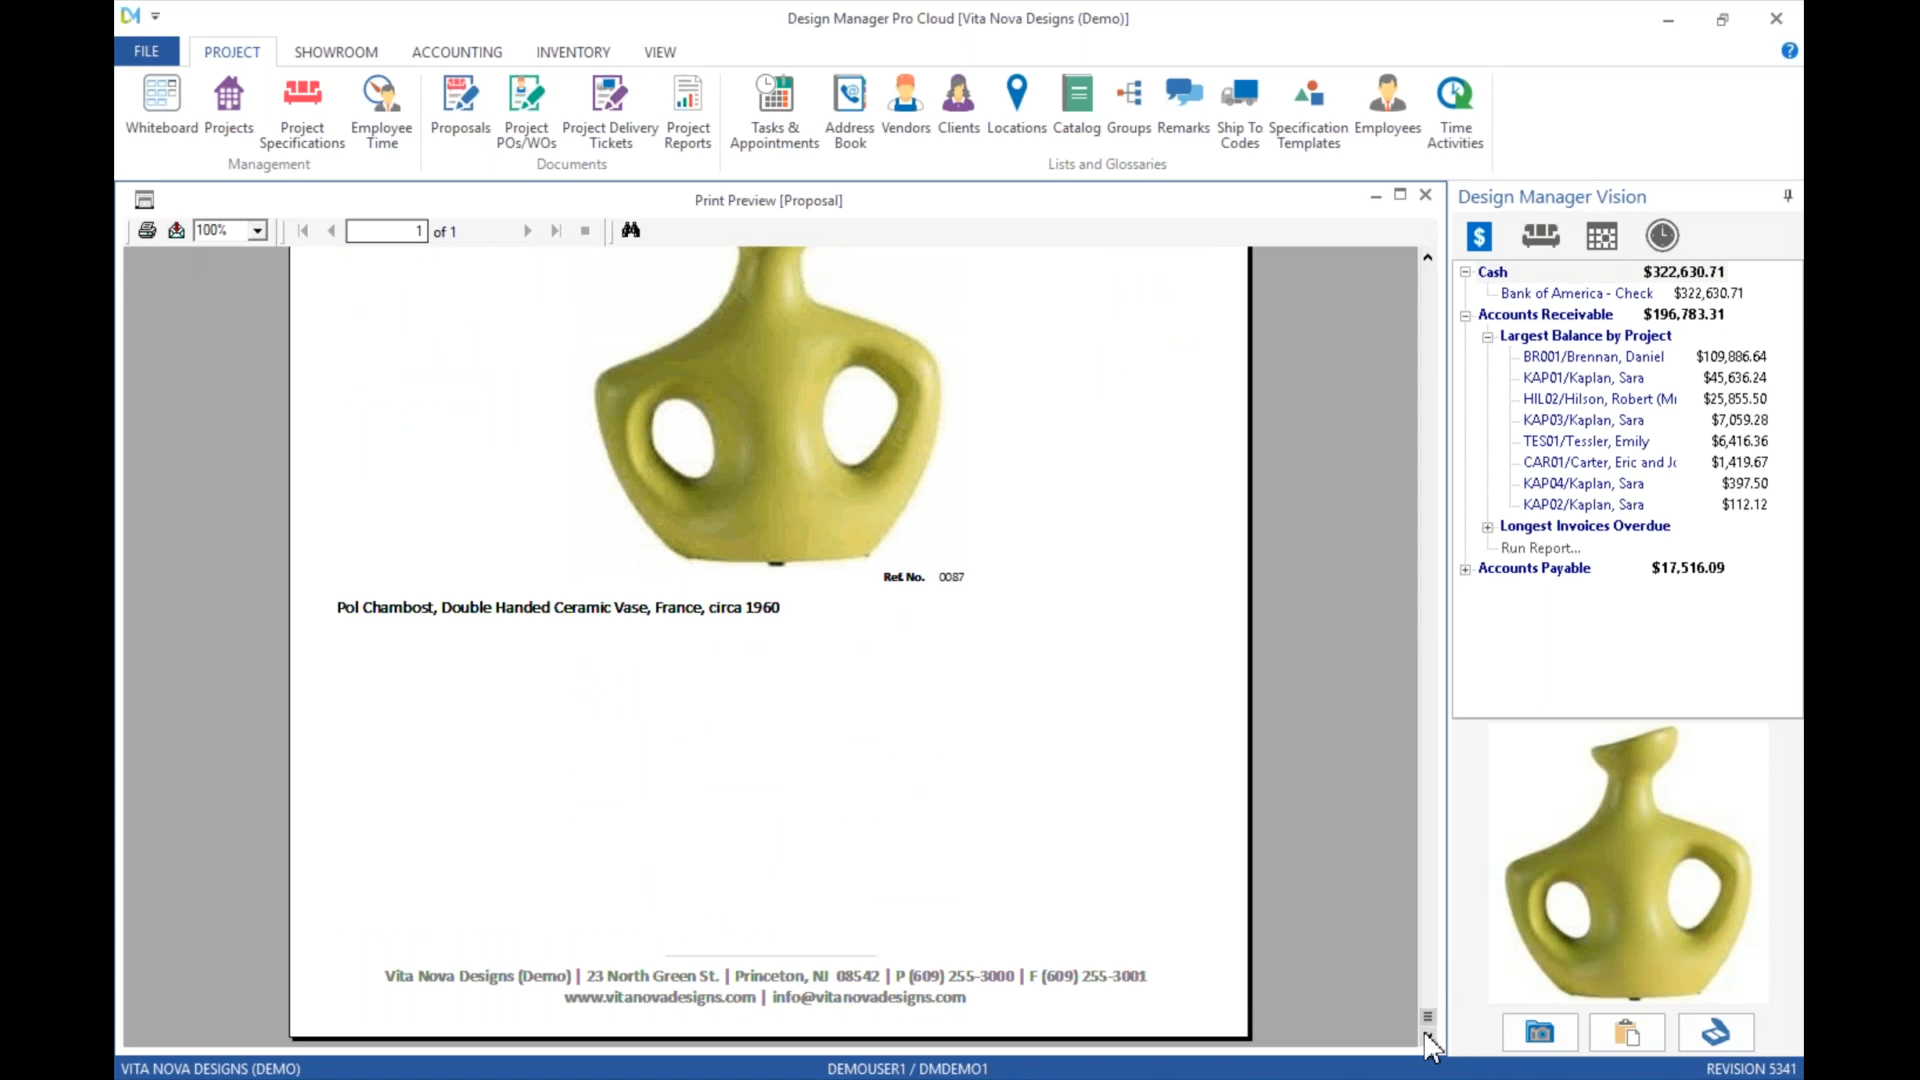 Design Manager Pro Cloud [Vita Nova Designs (Demo)]
FILE PROJECT SHOWROOM ACCOUNTING INVENTORY VIEW
Whiteboard Projects Project Specifications Employee Time Proposals Project POs/WOs Project Delivery Tickets Project Reports Tasks & Appointments Address Book Vendors Clients Locations Catalog Groups Remarks Ship To Codes Specification Templates Employees Time Activities
Management Documents Lists and Glossaries
Print Preview [Proposal]
100% 1 of 1
Ref. No. 0087
Pol Chambost, Double Handed Ceramic Vase, France, circa 1960
Vita Nova Designs (Demo) | 23 North Green St. | Princeton, NJ 08542 | P (609) 255-3000 | F (609) 255-3001
www.vitanovadesigns.com | info@vitanovadesigns.com
Design Manager Vision
Cash $322,630.71
Bank of America - Check $322,630.71
Accounts Receivable $196,783.31
Largest Balance by Project
BR001/Brennan, Daniel $109,886.64
KAP01/Kaplan, Sara $45,636.24
HIL02/Hilson, Robert (Mr $25,855.50
KAP03/Kaplan, Sara $7,059.28
TES01/Tessler, Emily $6,416.36
CAR01/Carter, Eric and Jo $1,419.67
KAP04/Kaplan, Sara $397.50
KAP02/Kaplan, Sara $112.12
Longest Invoices Overdue
Run Report...
Accounts Payable $17,516.09
VITA NOVA DESIGNS (DEMO) DEMOUSER1 / DMDEMO1 REVISION 5341